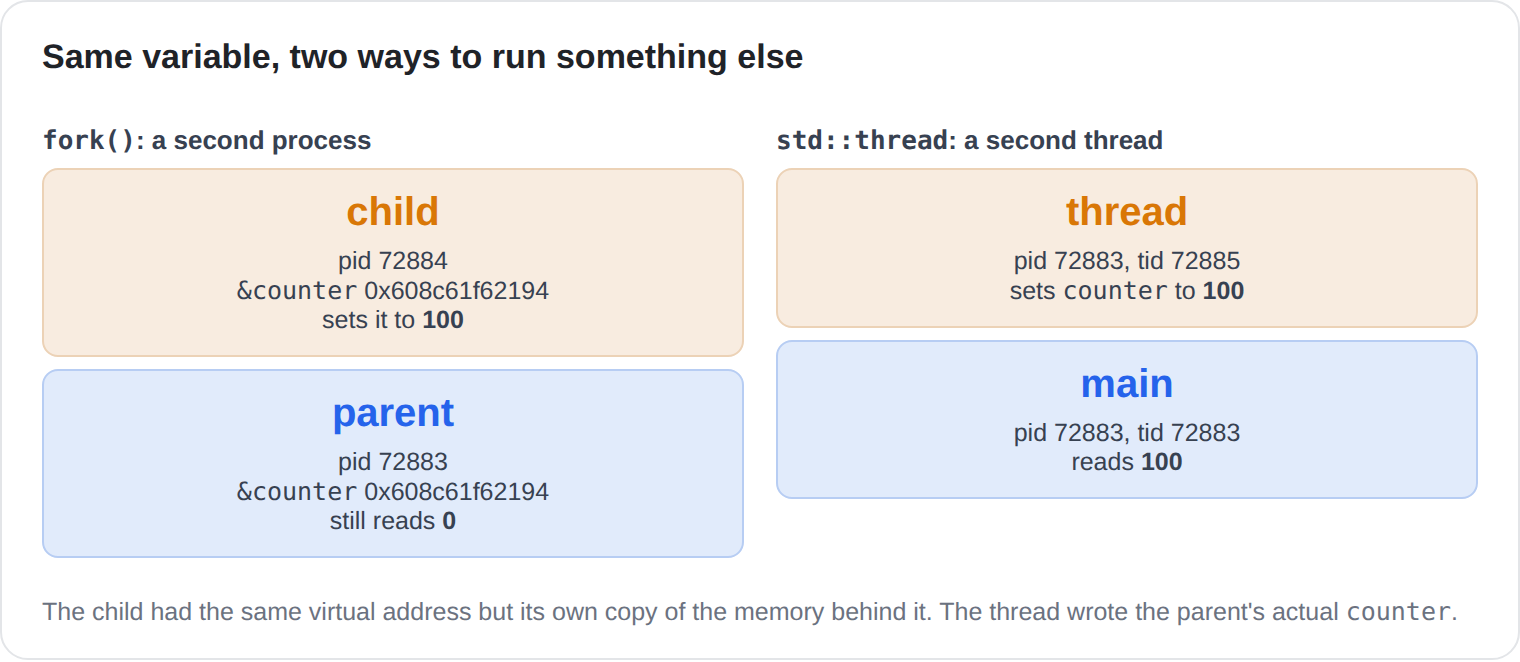 Same variable, two ways to run something else
fork(): a second process
child
pid 72884
&counter 0x608c61f62194
sets it to 100
parent
pid 72883
&counter 0x608c61f62194
still reads 0
std::thread: a second thread
thread
pid 72883, tid 72885
sets counter to 100
main
pid 72883, tid 72883
reads 100
The child had the same virtual address but its own copy of the memory behind it. The thread wrote the parent's actual counter.